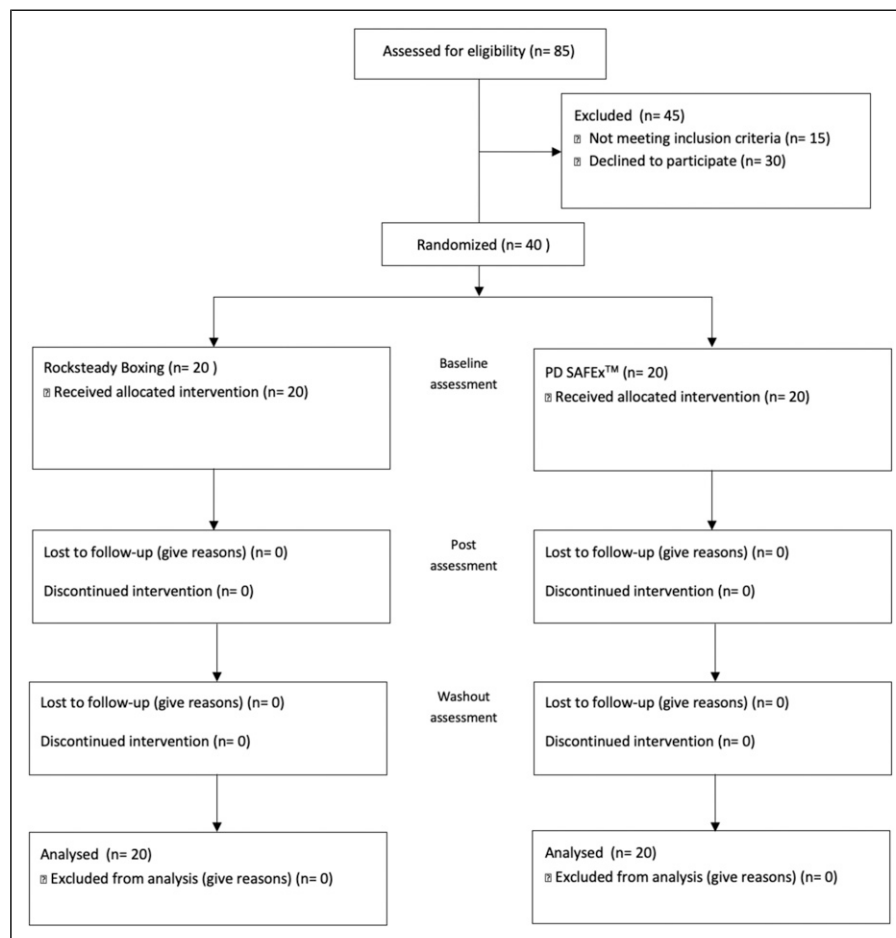 Assessed for eligibility (n= 85)
Excluded (n= 45)
⍰ Not meeting inclusion criteria (n= 15)
⍰ Declined to participate (n= 30)
Randomized (n= 40 )
Rocksteady Boxing (n= 20 )
⍰ Received allocated intervention (n= 20)
Baseline
assessment
PD SAFEx™ (n= 20)
⍰ Received allocated intervention (n= 20)
Lost to follow-up (give reasons) (n= 0)
Discontinued intervention (n= 0)
Post
assessment
Lost to follow-up (give reasons) (n= 0)
Discontinued intervention (n= 0)
Lost to follow-up (give reasons) (n= 0)
Discontinued intervention (n= 0)
Washout
assessment
Lost to follow-up (give reasons) (n= 0)
Discontinued intervention (n= 0)
Analysed (n= 20)
⍰ Excluded from analysis (give reasons) (n= 0)
Analysed (n= 20)
⍰ Excluded from analysis (give reasons) (n= 0)